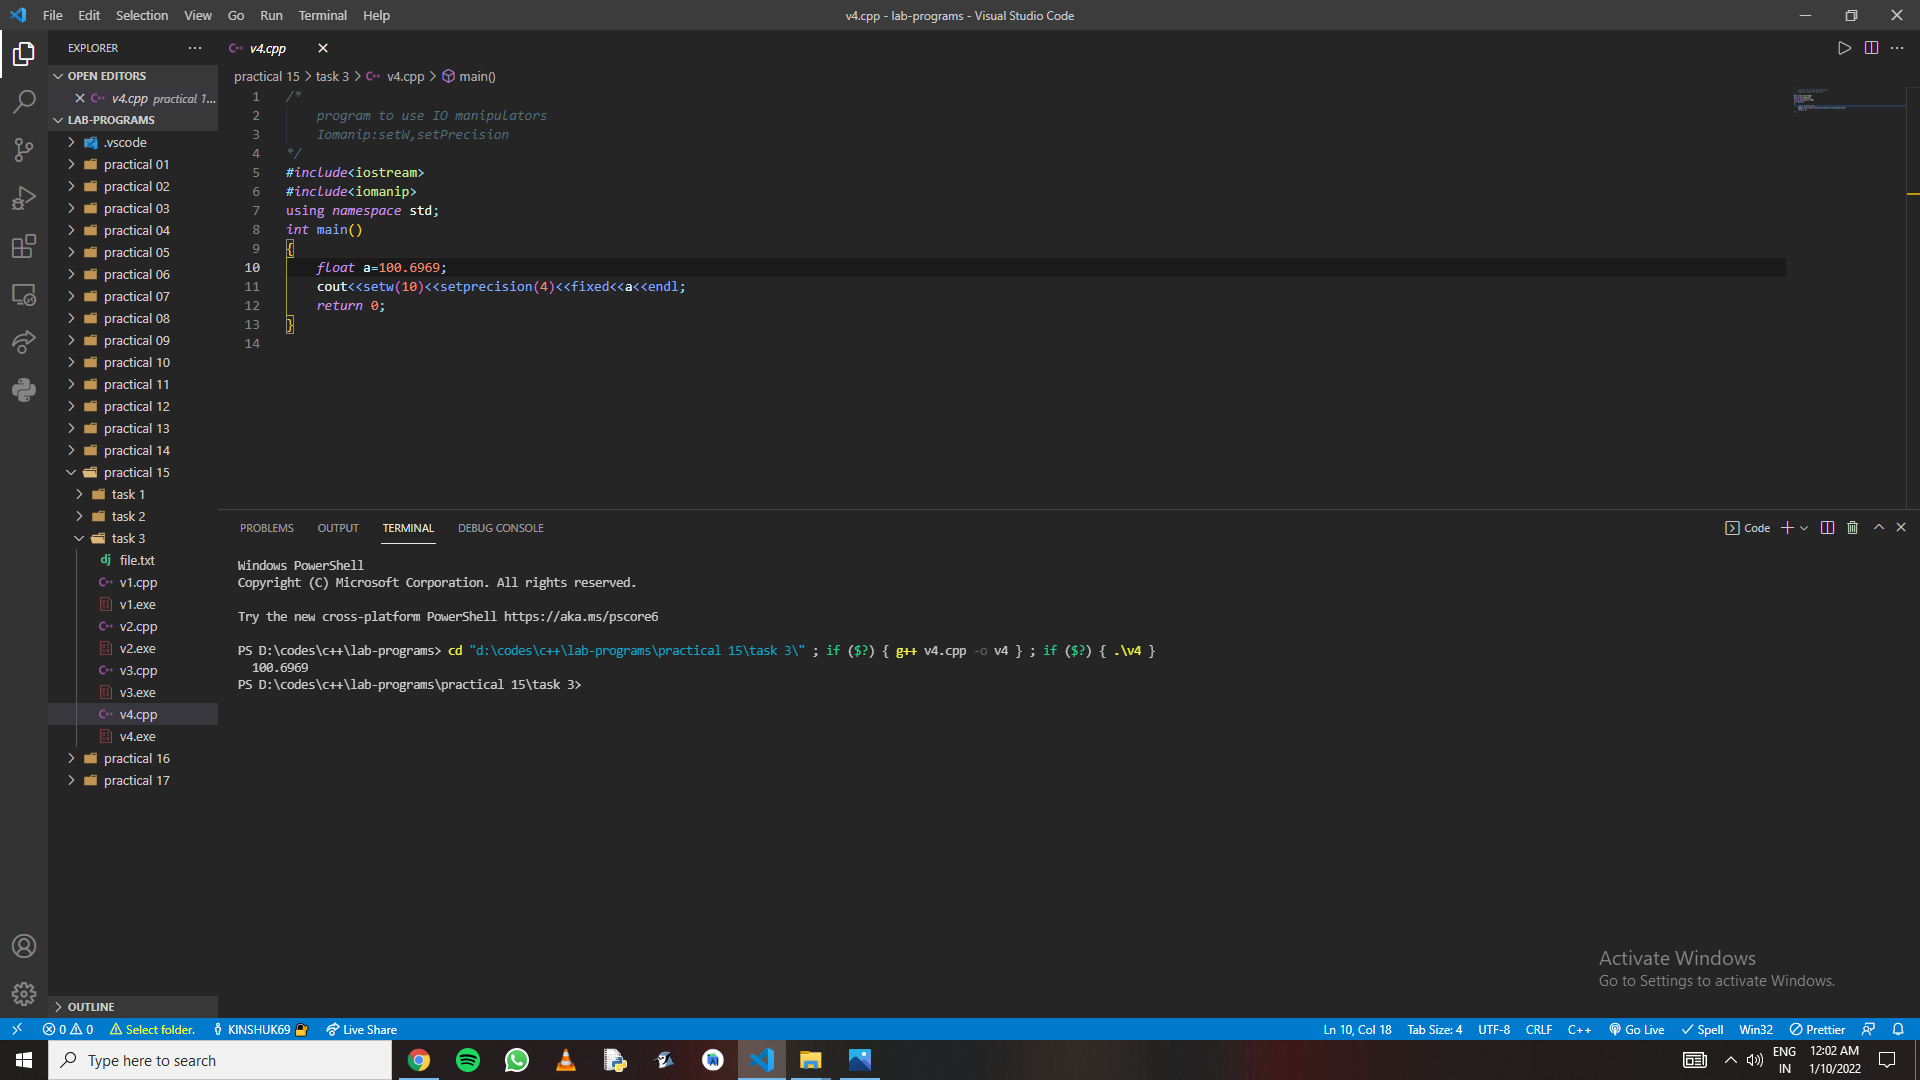 File Edit Selection View Go Run Terminal Help
v4.cpp - lab-programs - Visual Studio Code
EXPLORER
OPEN EDITORS
v4.cpp practical 1...
LAB-PROGRAMS
.vscode
practical 01
practical 02
practical 03
practical 04
practical 05
practical 06
practical 07
practical 08
practical 09
practical 10
practical 11
practical 12
practical 13
practical 14
practical 15
task 1
task 2
task 3
file.txt
v1.cpp
v1.exe
v2.cpp
v2.exe
v3.cpp
v3.exe
v4.cpp
v4.exe
practical 16
practical 17
OUTLINE
v4.cpp
practical 15 > task 3 > v4.cpp > main()
1 /*
2 program to use IO manipulators
3 Iomanip:setW,setPrecision
4 */
5 #include<iostream>
6 #include<iomanip>
7 using namespace std;
8 int main()
9 {
10 float a=100.6969;
11 cout<<setw(10)<<setprecision(4)<<fixed<<a<<endl;
12 return 0;
13 }
14
PROBLEMS OUTPUT TERMINAL DEBUG CONSOLE
Code
Windows PowerShell
Copyright (C) Microsoft Corporation. All rights reserved.
Try the new cross-platform PowerShell https://aka.ms/pscore6
PS D:\codes\c++\lab-programs> cd "d:\codes\c++\lab-programs\practical 15\task 3\" ; if ($?) { g++ v4.cpp -o v4 } ; if ($?) { .\v4 }
100.6969
PS D:\codes\c++\lab-programs\practical 15\task 3>
Activate Windows
Go to Settings to activate Windows.
0 0 Select folder. KINSHUK69 Live Share
Ln 10, Col 18 Tab Size: 4 UTF-8 CRLF C++ Go Live Spell Win32 Prettier
Type here to search
ENG
IN
12:02 AM
1/10/2022